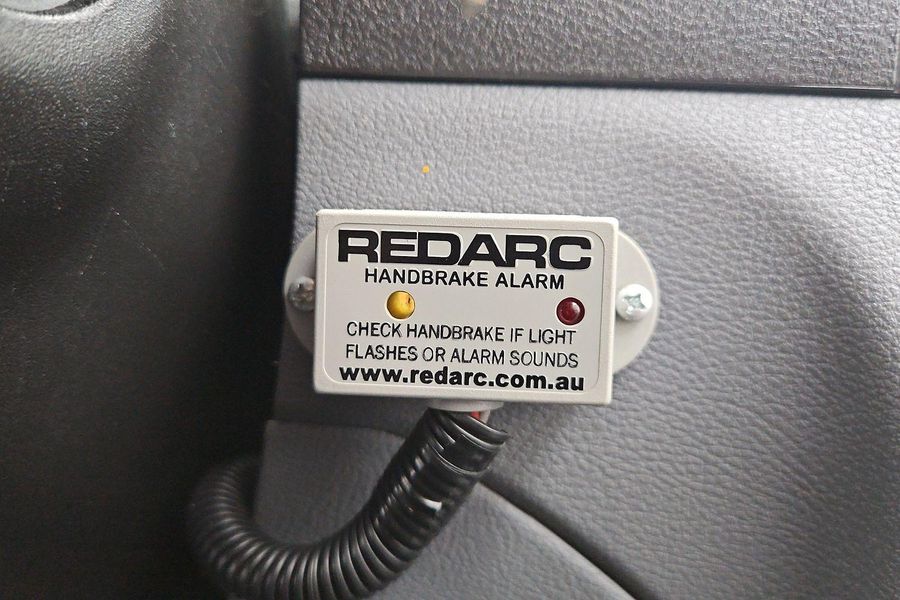 REDARC
HANDBRAKE ALARM
CHECK HANDBRAKE IF LIGHT
FLASHES OR ALARM SOUNDS
www.redarc.com.au